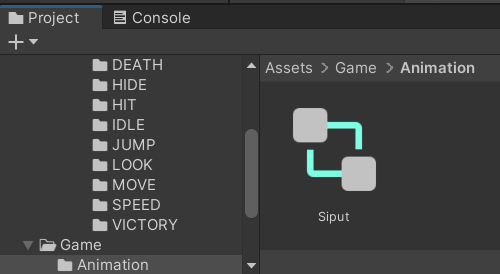 Project
Console
DEATH
HIDE
HIT
IDLE
JUMP
LOOK
MOVE
SPEED
VICTORY
Game
Animation
Assets > Game > Animation
Siput